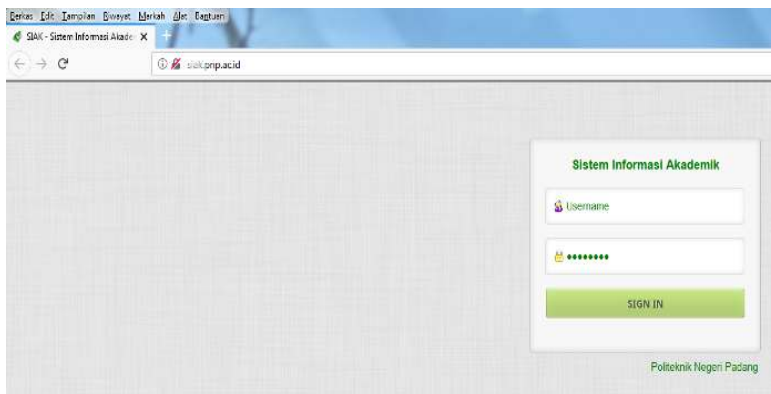 Berkas Edit Tampilan Riwayat Markah Alat Bantuan
SIAK - Sistem Informasi Akade
siak.pnp.ac.id
Sistem Informasi Akademik
Username
••••••••
SIGN IN
Politeknik Negeri Padang